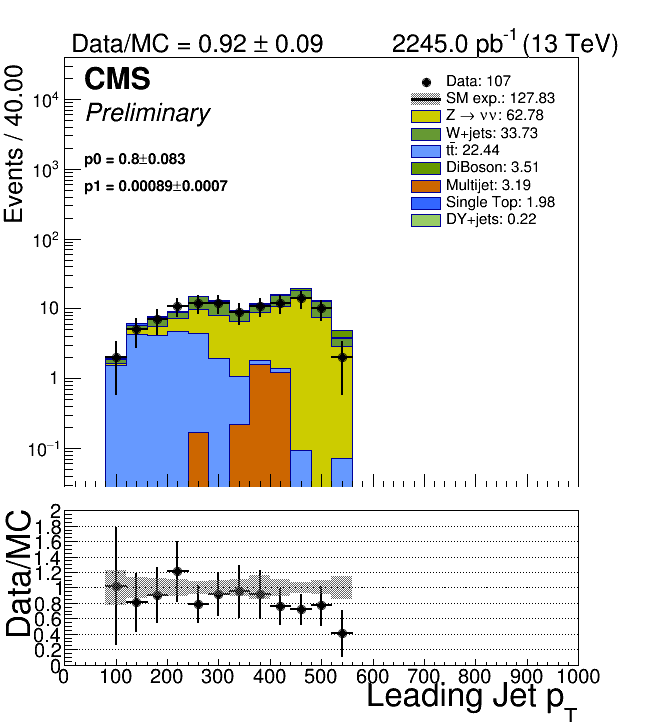 Data/MC = 0.92 ± 0.09
2245.0 pb⁻¹ (13 TeV)
Events / 40.00
CMS
Preliminary
p0 = 0.8±0.083
p1 = 0.00089±0.0007
Data: 107
SM exp.: 127.83
Z → νν: 62.78
W+jets: 33.73
tt̄: 22.44
DiBoson: 3.51
Multijet: 3.19
Single Top: 1.98
DY+jets: 0.22
10⁴
10³
10²
10
1
10⁻¹
Data/MC
2
1.8
1.6
1.4
1.2
1
0.8
0.6
0.4
0.2
0
0 100 200 300 400 500 600 700 800 900 1000
Leading Jet p_T